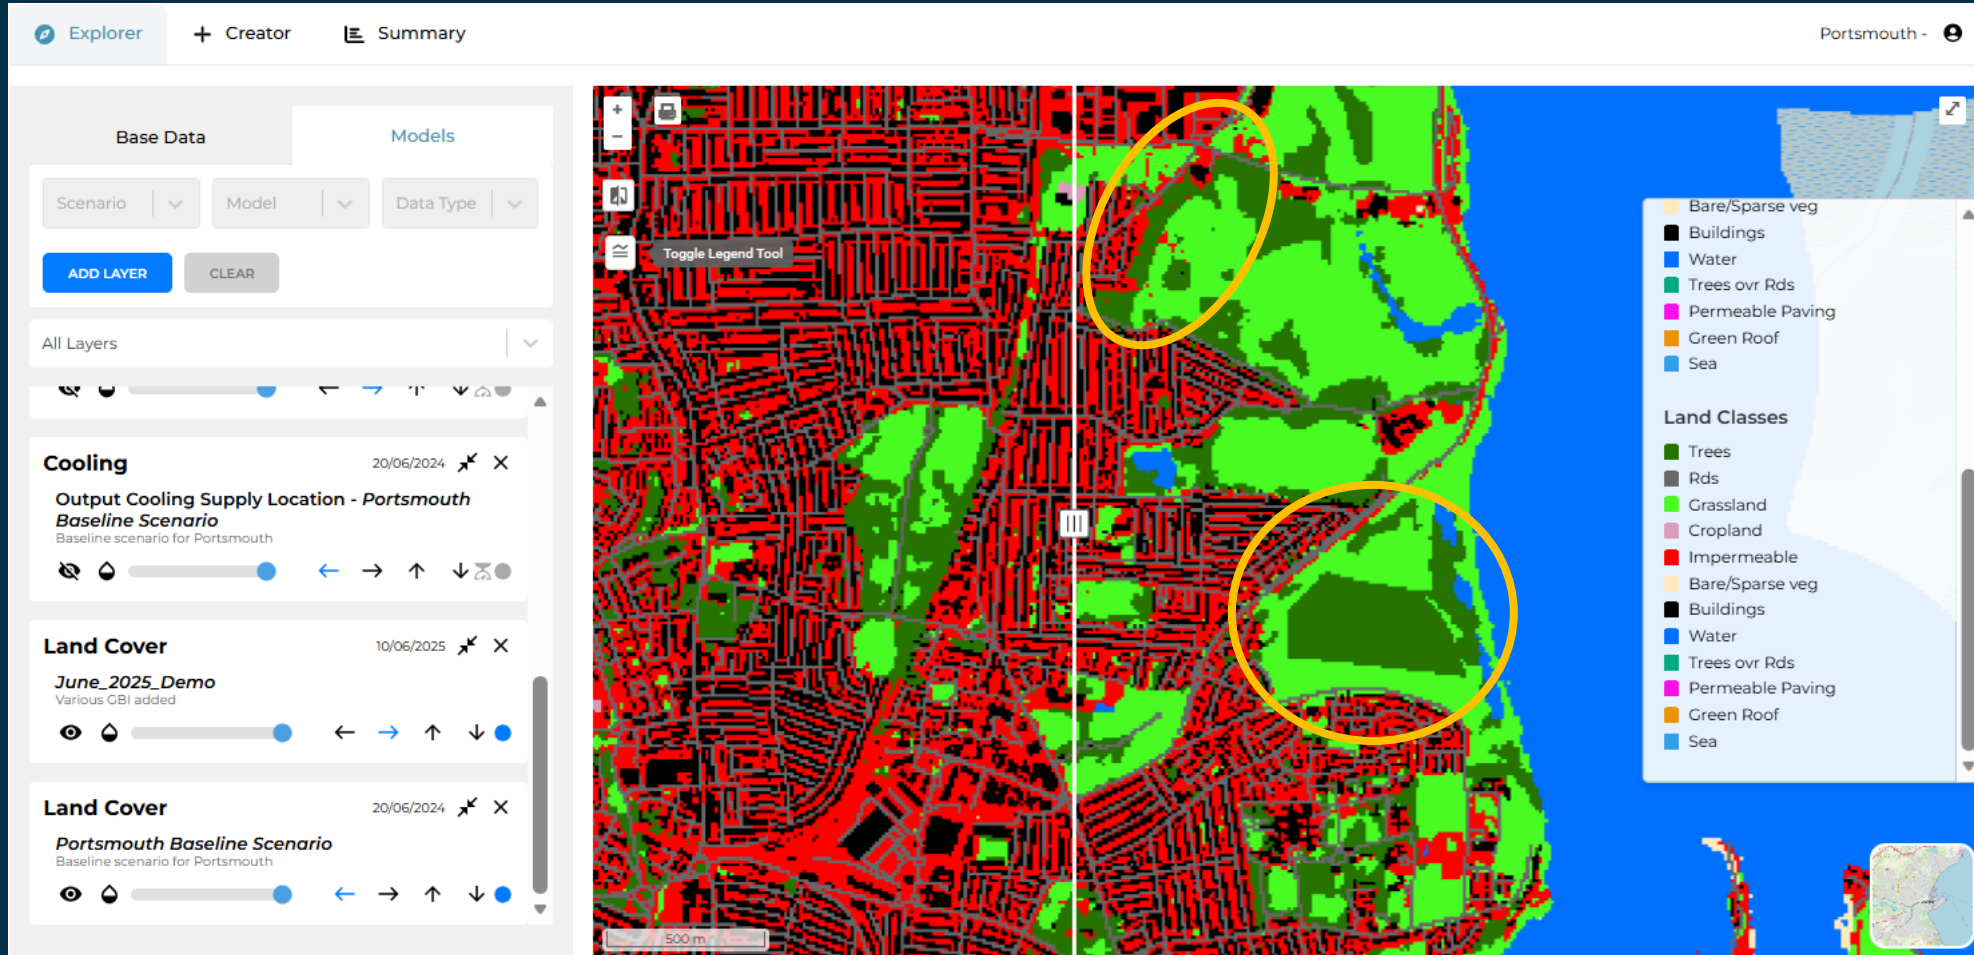 Explorer
+ Creator
Summary
Portsmouth -
Base Data
Models
Scenario
Model
Data Type
ADD LAYER
CLEAR
All Layers
Cooling
20/06/2024
Output Cooling Supply Location - Portsmouth
Baseline Scenario
Baseline scenario for Portsmouth
Land Cover
10/06/2025
June_2025_Demo
Various GBI added
Land Cover
20/06/2024
Portsmouth Baseline Scenario
Baseline scenario for Portsmouth
+
−
Toggle Legend Tool
500 m
Bare/Sparse veg
Buildings
Water
Trees ovr Rds
Permeable Paving
Green Roof
Sea
Land Classes
Trees
Rds
Grassland
Cropland
Impermeable
Bare/Sparse veg
Buildings
Water
Trees ovr Rds
Permeable Paving
Green Roof
Sea